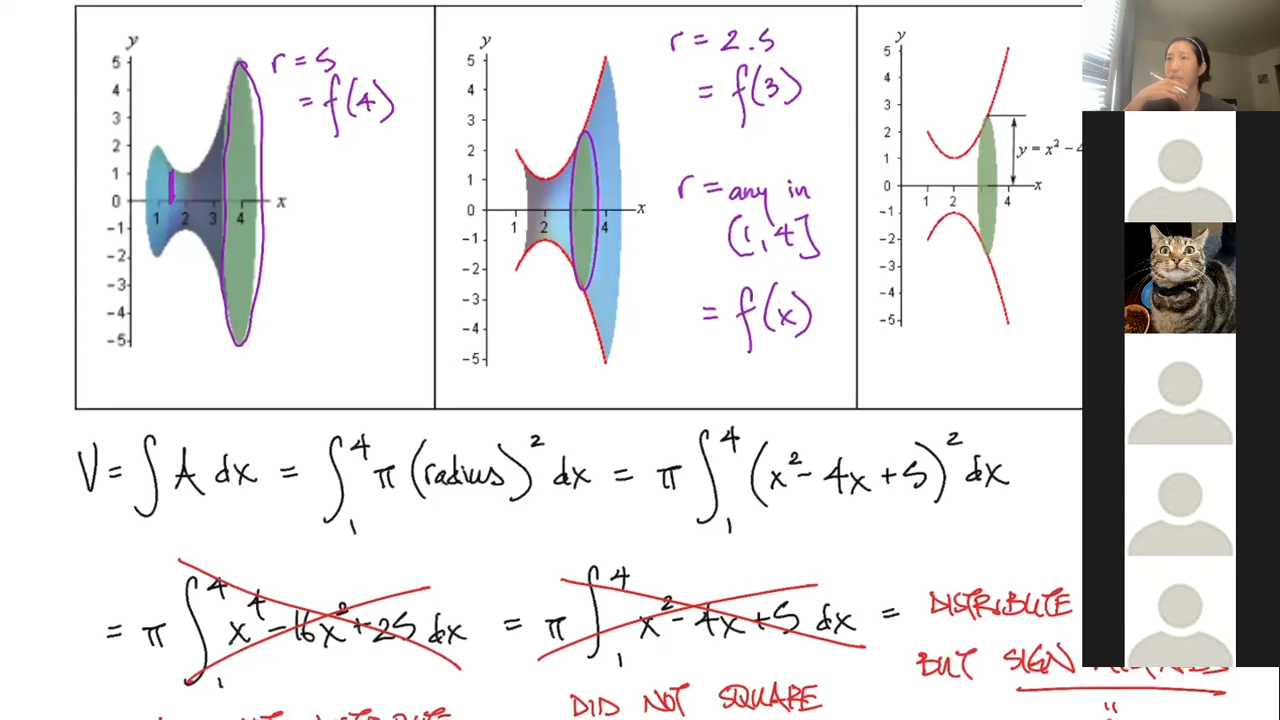 y
5
4
3
2
1
0
-1
-2
-3
-4
-5
1 2 3 4
x
r = 5
= f(4)
y
5
4
3
2
1
0
-1
-2
-3
-4
-5
1 2 4
x
r = 2.5
= f(3)
r = any in
[1, 4]
= f(x)
y
5
4
3
2
1
0
-1
-2
-3
-4
-5
1 2 4
x
y = x² – 4
V = ∫ A dx = ∫₁⁴ π (radius)² dx = π ∫₁⁴ (x² - 4x + 5)² dx
= π ∫₁⁴ x⁴ - 16x² + 25 dx = π ∫₁⁴ x² - 4x + 5 dx = DISTRIBUTE
BUT SIGN
DID NOT SQUARE